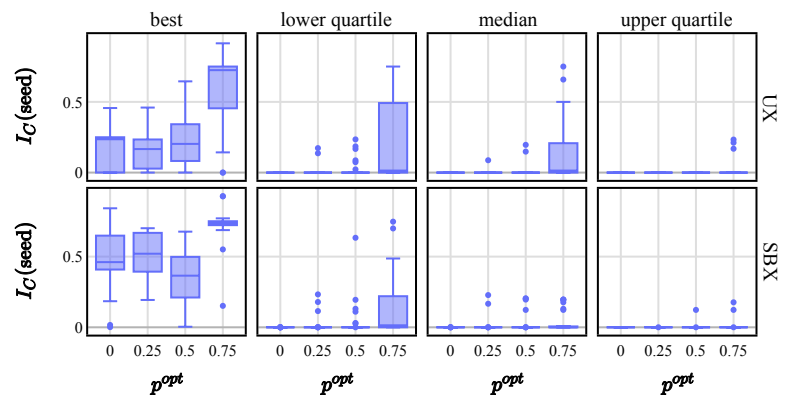 best lower quartile median upper quartile
I_C(seed)
0.5
0
UX
I_C(seed)
0.5
0
SBX
0 0.25 0.5 0.75 0 0.25 0.5 0.75 0 0.25 0.5 0.75 0 0.25 0.5 0.75
p^opt p^opt p^opt p^opt